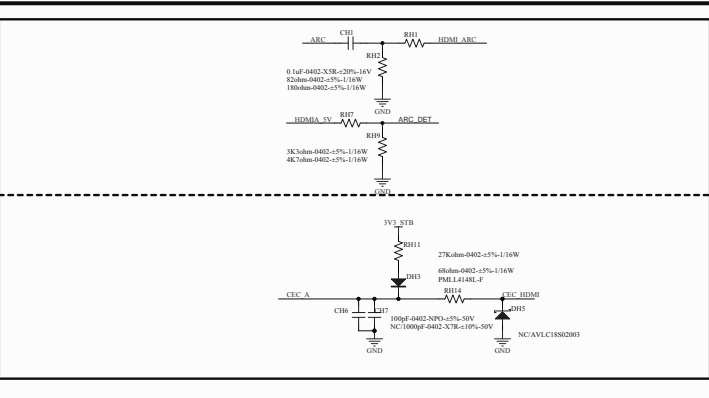 CH1
RH1
ARC
HDMI_ARC
RH2
0.1uF-0402-X5R-±20%-16V
82ohm-0402-±5%-1/16W
180ohm-0402-±5%-1/16W
GND
RH7
HDMIA_5V
ARC_DET
RH9
3K3ohm-0402-±5%-1/16W
4K7ohm-0402-±5%-1/16W
GND
3V3_STB
RH11
27Kohm-0402-±5%-1/16W
68ohm-0402-±5%-1/16W
DH3
PMLL4148L-F
RH14
CEC_A
CEC_HDMI
CH6
CH7
DH5
100pF-0402-NPO-±5%-50V
NC/1000pF-0402-X7R-±10%-50V
NC/AVLC18S02003
GND
GND